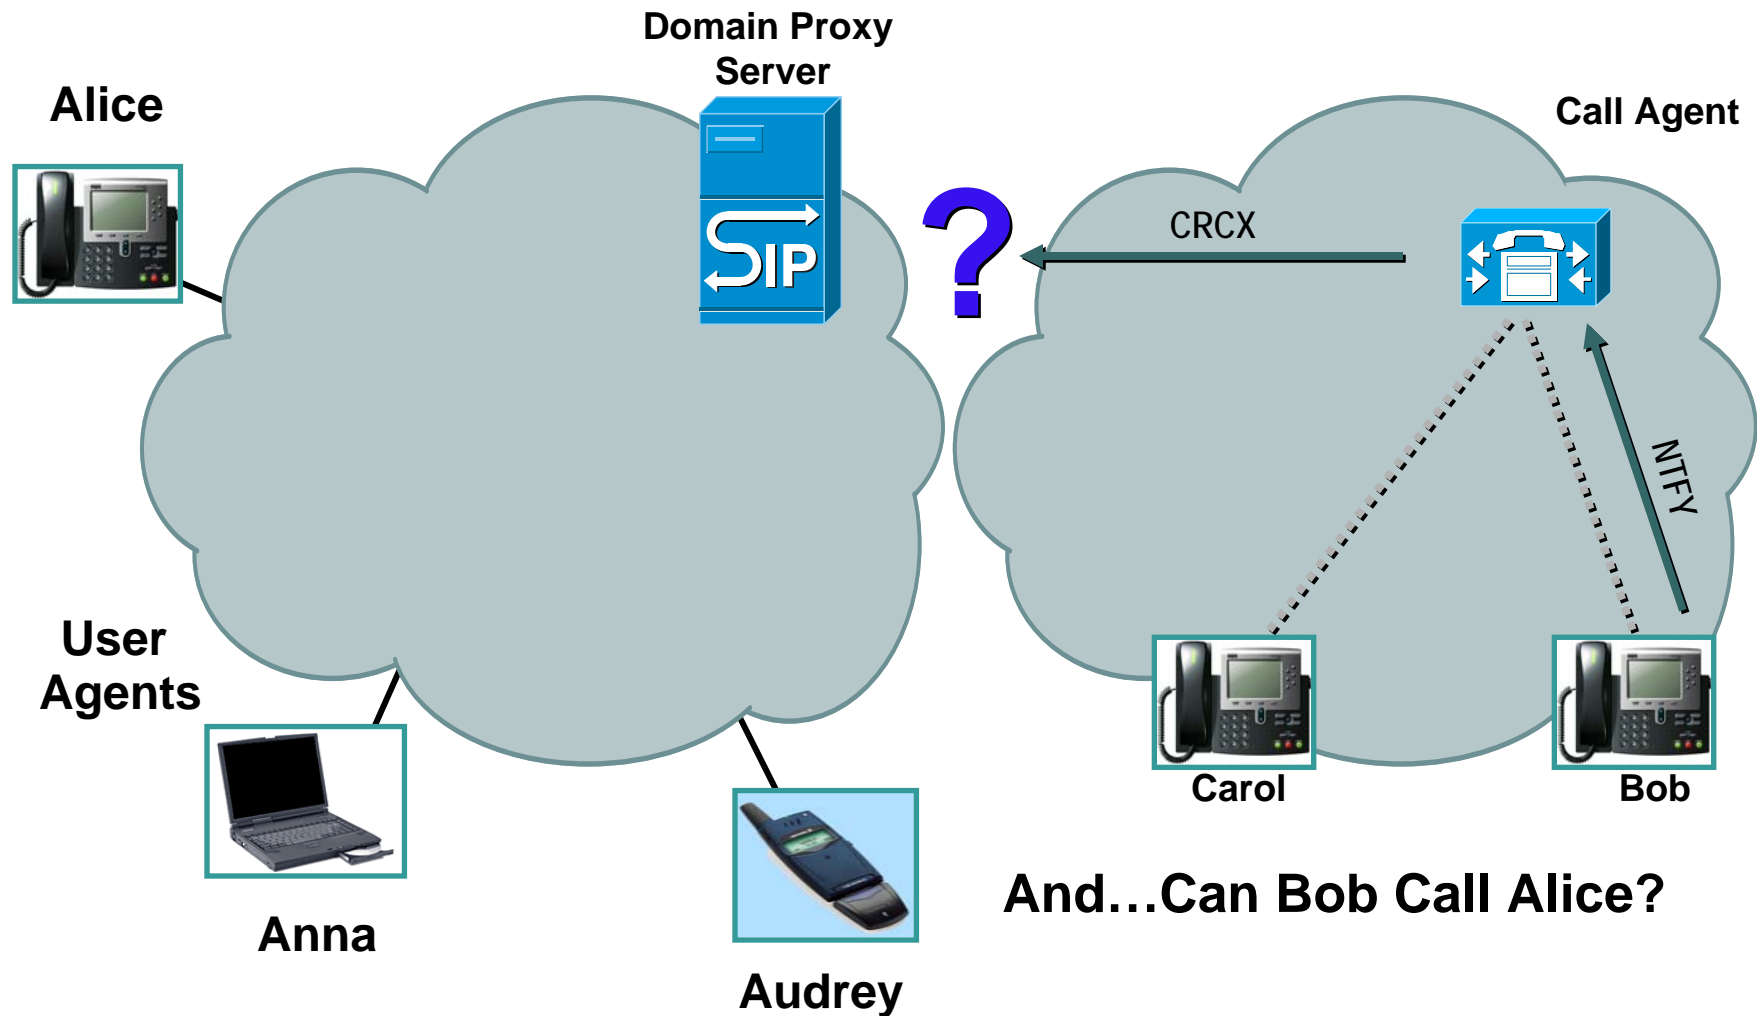 Domain Proxy
Server
Alice
Call Agent
SIP
?
CRCX
NTFY
User
Agents
Carol
Bob
And…Can Bob Call Alice?
Anna
Audrey